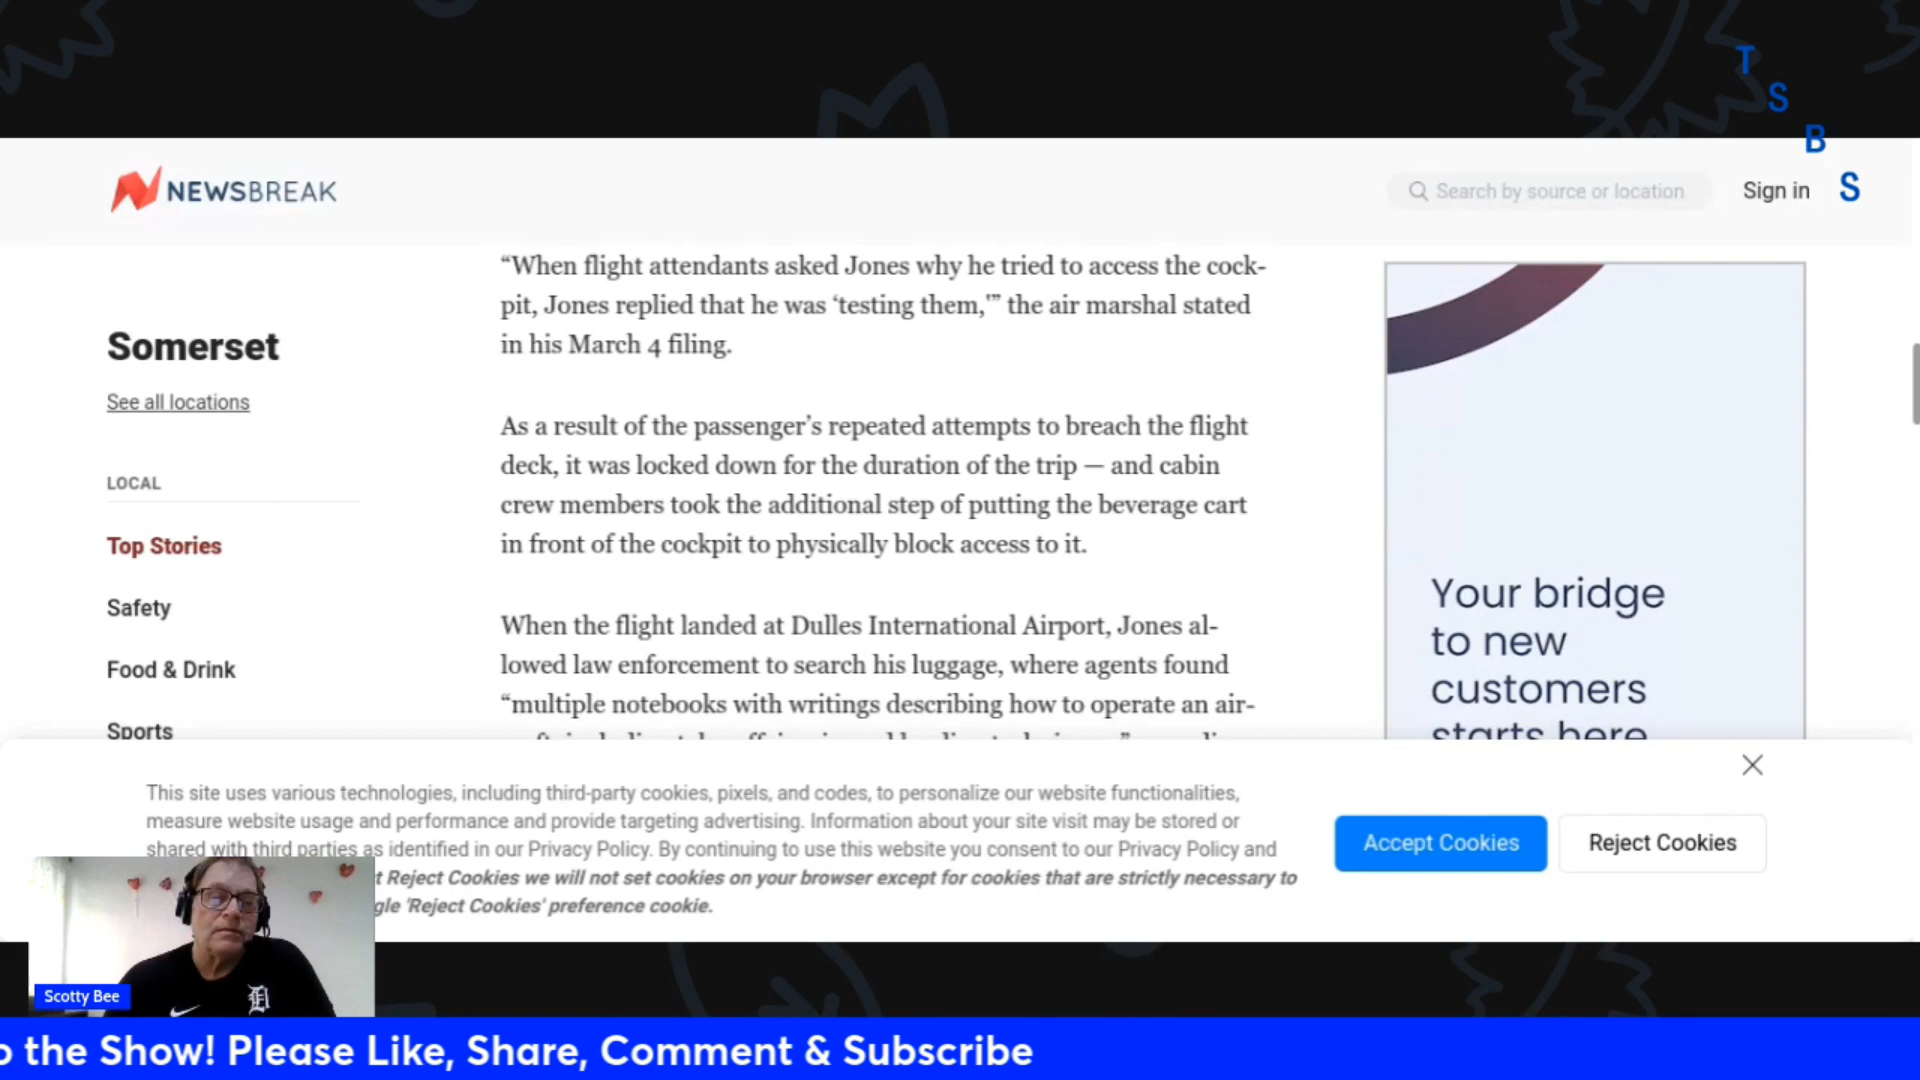 T
S
B
S
NEWSBREAK
Search by source or location
Sign in
“When flight attendants asked Jones why he tried to access the cock-
pit, Jones replied that he was ‘testing them,'” the air marshal stated
in his March 4 filing.
Somerset
See all locations
As a result of the passenger’s repeated attempts to breach the flight
deck, it was locked down for the duration of the trip — and cabin
crew members took the additional step of putting the beverage cart
in front of the cockpit to physically block access to it.
LOCAL
Top Stories
Safety
Food & Drink
Sports
When the flight landed at Dulles International Airport, Jones al-
lowed law enforcement to search his luggage, where agents found
“multiple notebooks with writings describing how to operate an air-
Your bridge
to new
customers
starts here
This site uses various technologies, including third-party cookies, pixels, and codes, to personalize our website functionalities,
measure website usage and performance and provide targeting advertising. Information about your site visit may be stored or
shared with third parties as identified in our Privacy Policy. By continuing to use this website you consent to our Privacy Policy and
t Reject Cookies we will not set cookies on your browser except for cookies that are strictly necessary to
gle 'Reject Cookies' preference cookie.
Accept Cookies
Reject Cookies
D
Scotty Bee
o the Show! Please Like, Share, Comment & Subscribe